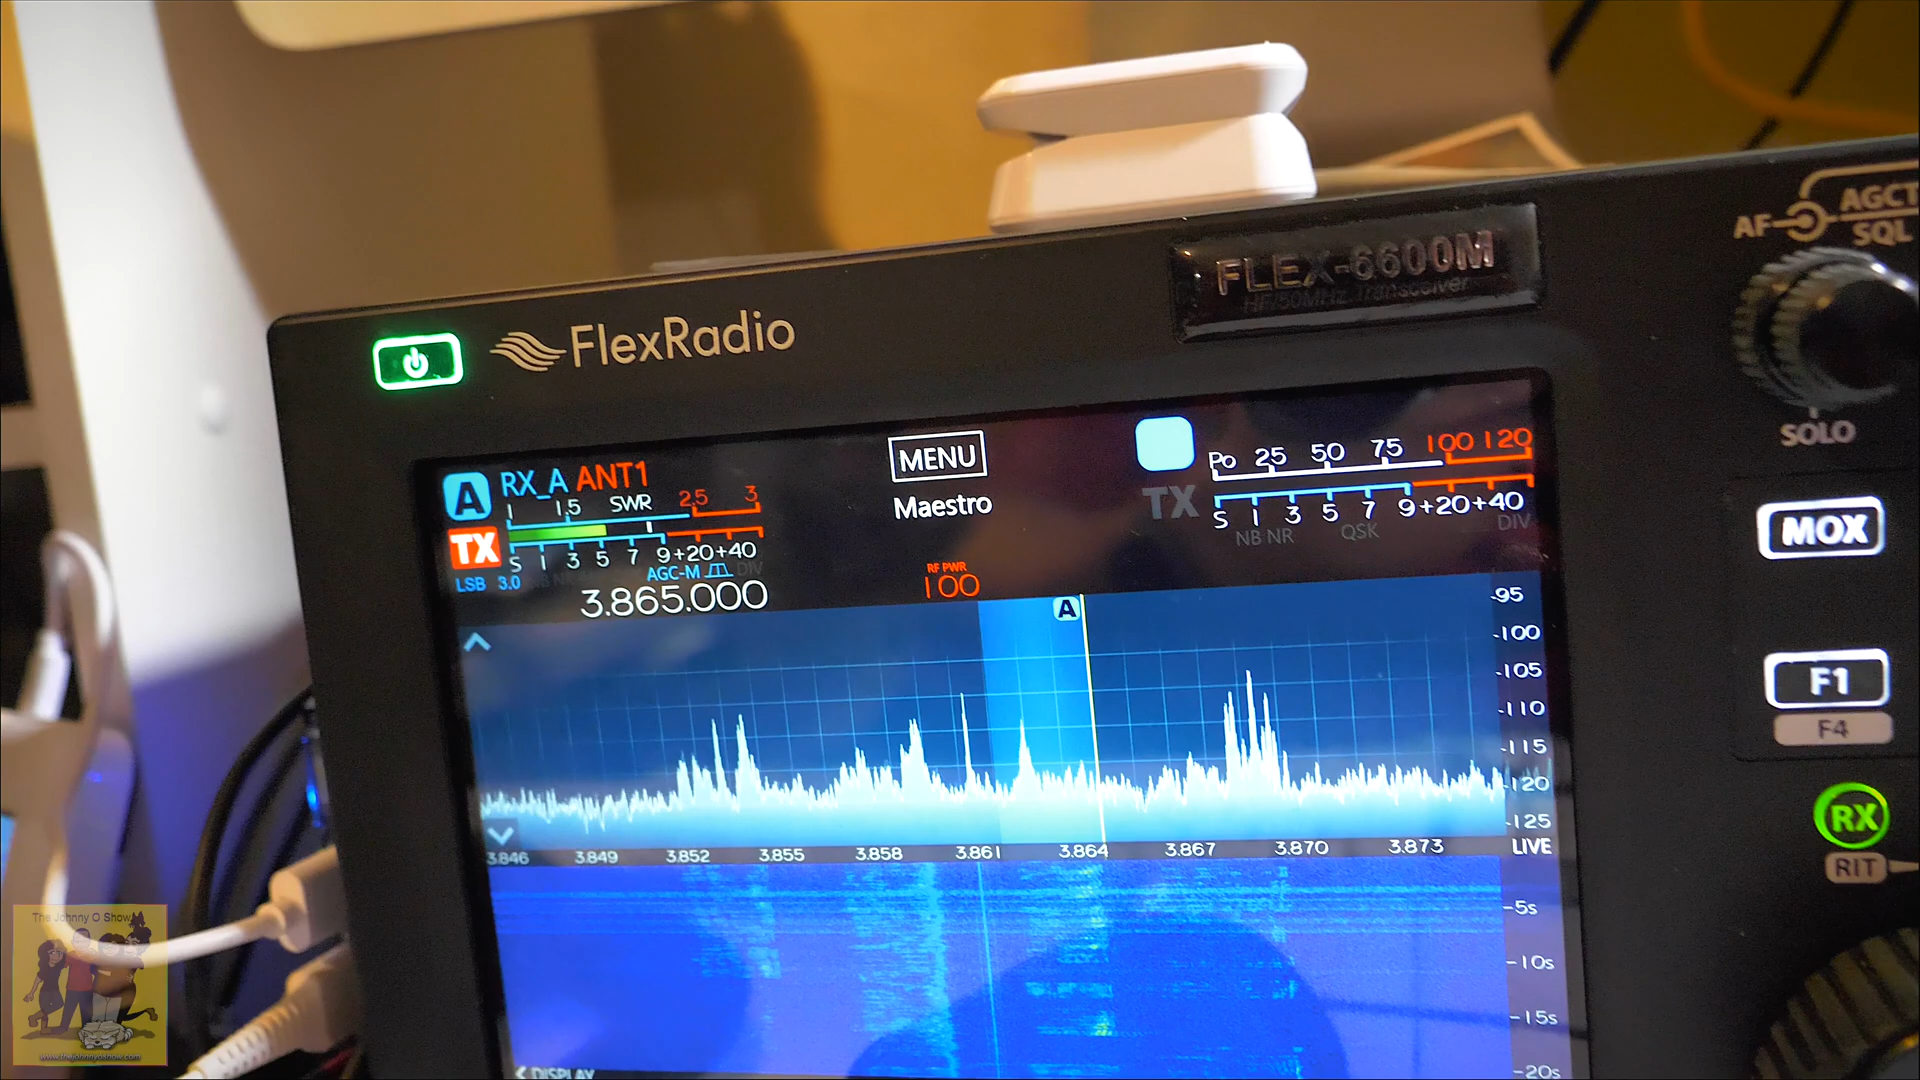 AGCT
AF
SQL
FLEX-6600M
HF/50MHz Transceiver
FlexRadio
SOLO
A RX_A ANT1
1 1.5 SWR 2.5 3
TX
S 1 3 5 7 9 +20 +40
LSB 3.0 AGC-M DIV
3.865.000
MENU
Maestro
RF PWR
100
Po 25 50 75 100 120
TX
S 1 3 5 7 9 +20 +40
NB NR QSK DIV
MOX
F1
F4
RX
RIT
A
-95
-100
-105
-110
-115
-120
-125
3.846 3.849 3.852 3.855 3.858 3.861 3.864 3.867 3.870 3.873 LIVE
-5s
-10s
-15s
-20s
< DISPLAY
The Johnny O Show
www.thejohnnyoshow.com